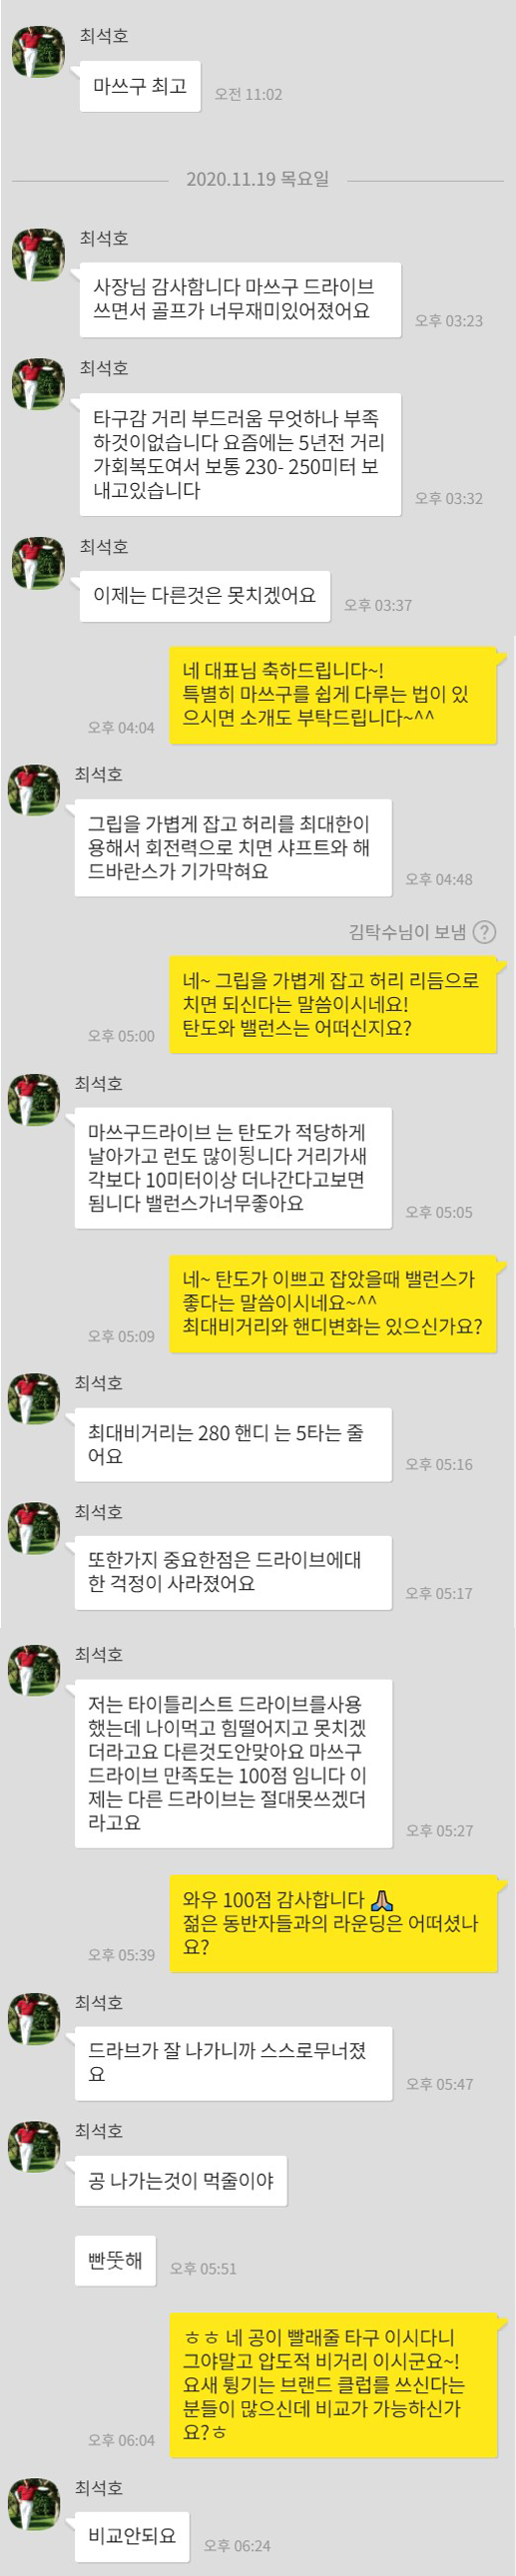 최석호
마쓰구 최고
오전 11:02
2020.11.19 목요일
최석호
사장님 감사함니다 마쓰구 드라이브
쓰면서 골프가 너무재미있어졌어요
오후 03:23
최석호
타구감 거리 부드러움 무엇하나 부족
하것이없습니다 요즘에는 5년전 거리
가회복도여서 보통 230- 250미터 보
내고있습니다
오후 03:32
최석호
이제는 다른것은 못치겠어요
오후 03:37
네 대표님 축하드립니다~!
특별히 마쓰구를 쉽게 다루는 법이 있
으시면 소개도 부탁드립니다~^^
오후 04:04
최석호
그립을 가볍게 잡고 허리를 최대한이
용해서 회전력으로 치면 샤프트와 해
드바란스가 기가막혀요
오후 04:48
김탁수님이 보냄 ?
네~ 그립을 가볍게 잡고 허리 리듬으로
치면 되신다는 말씀이시네요!
탄도와 밸런스는 어떠신지요?
오후 05:00
최석호
마쓰구드라이브 는 탄도가 적당하게
날아가고 런도 많이됭니다 거리가새
각보다 10미터이상 더나간다고보면
됨니다 밸런스가너무좋아요
오후 05:05
네~ 탄도가 이쁘고 잡았을때 밸런스가
좋다는 말씀이시네요~^^
최대비거리와 핸디변화는 있으신가요?
오후 05:09
최석호
최대비거리는 280 핸디 는 5타는 줄
어요
오후 05:16
최석호
또한가지 중요한점은 드라이브에대
한 걱정이 사라졌어요
오후 05:17
최석호
저는 타이틀리스트 드라이브를사용
했는데 나이먹고 힘떨어지고 못치겠
더라고요 다른것도안맞아요 마쓰구
드라이브 만족도는 100점 임니다 이
제는 다른 드라이브는 절대못쓰겠더
라고요
오후 05:27
와우 100점 감사합니다 🙏
젊은 동반자들과의 라운딩은 어떠셨나
요?
오후 05:39
최석호
드라브가 잘 나가니까 스스로무너졌
요
오후 05:47
최석호
공 나가는것이 먹줄이야
빤뚯해
오후 05:51
ㅎㅎ 네 공이 빨래줄 타구 이시다니
그야말고 압도적 비거리 이시군요~!
요새 튕기는 브랜드 클럽를 쓰신다는
분들이 많으신데 비교가 가능하신가
요?ㅎ
오후 06:04
최석호
비교안되요
오후 06:24